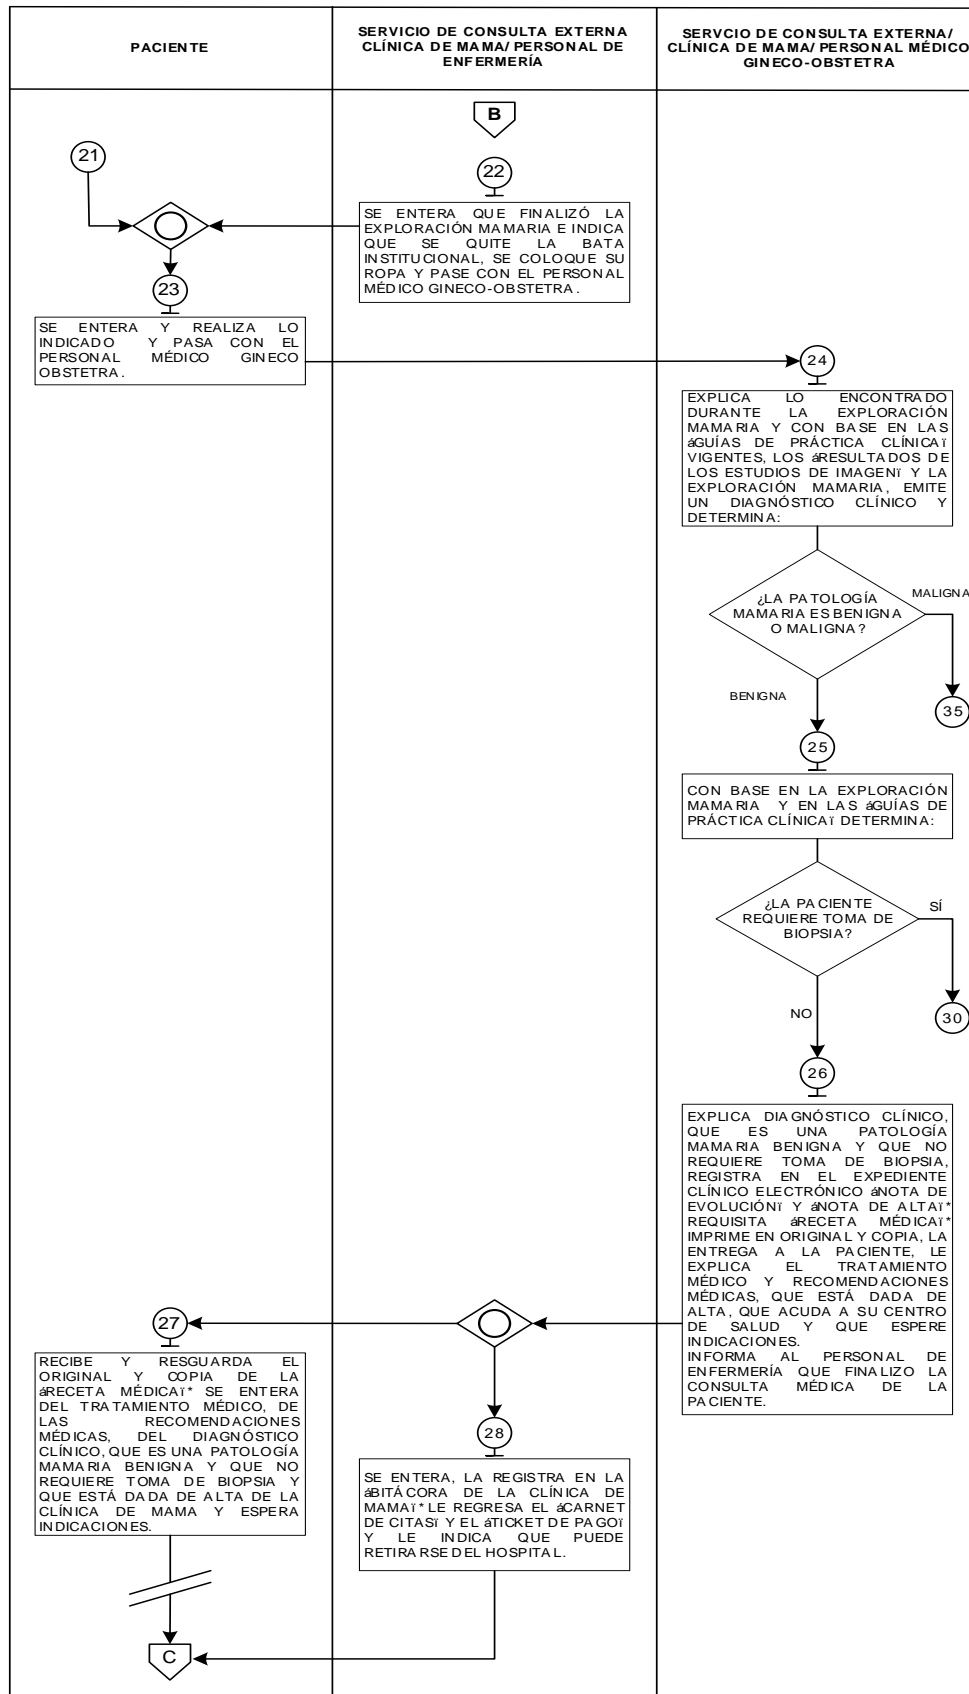 PACIENTE
SERVICIO DE CONSULTA EXTERNA
CLÍNICA DE MAMA/ PERSONAL DE
ENFERMERÍA
SERVCIO DE CONSULTA EXTERNA/
CLÍNICA DE MAMA/ PERSONAL MÉDICO
GINECO-OBSTETRA
B
21
22
SE ENTERA QUE FINALIZÓ LA
EXPLORACIÓN MAMARIA E INDICA
QUE SE QUITE LA BATA
INSTITUCIONAL, SE COLOQUE SU
ROPA Y PASE CON EL PERSONAL
MÉDICO GINECO-OBSTETRA.
23
SE ENTERA Y REALIZA LO
INDICADO Y PASA CON EL
PERSONAL MÉDICO GINECO
OBSTETRA.
24
EXPLICA LO ENCONTRADO
DURANTE LA EXPLORACIÓN
MAMARIA Y CON BASE EN LAS
áGUÍAS DE PRÁCTICA CLÍNICAï
VIGENTES, LOS áRESULTADOS DE
LOS ESTUDIOS DE IMAGENï Y LA
EXPLORACIÓN MAMARIA, EMITE
UN DIAGNÓSTICO CLÍNICO Y
DETERMINA:
¿LA PATOLOGÍA
MAMARIA ES BENIGNA
O MALIGNA?
MALIGNA
BENIGNA
35
25
CON BASE EN LA EXPLORACIÓN
MAMARIA Y EN LAS áGUÍAS DE
PRÁCTICA CLÍNICAï DETERMINA:
¿LA PACIENTE
REQUIERE TOMA DE
BIOPSIA?
SÍ
NO
30
26
EXPLICA DIAGNÓSTICO CLÍNICO,
QUE ES UNA PATOLOGÍA
MAMARIA BENIGNA Y QUE NO
REQUIERE TOMA DE BIOPSIA,
REGISTRA EN EL EXPEDIENTE
CLÍNICO ELECTRÓNICO áNOTA DE
EVOLUCIÓNï Y áNOTA DE ALTAï*
REQUISITA áRECETA MÉDICAï*
IMPRIME EN ORIGINAL Y COPIA, LA
ENTREGA A LA PACIENTE, LE
EXPLICA EL TRATAMIENTO
MÉDICO Y RECOMENDACIONES
MÉDICAS, QUE ESTÁ DADA DE
ALTA, QUE ACUDA A SU CENTRO
DE SALUD Y QUE ESPERE
INDICACIONES.
INFORMA AL PERSONAL DE
ENFERMERÍA QUE FINALIZO LA
CONSULTA MÉDICA DE LA
PACIENTE.
27
RECIBE Y RESGUARDA EL
ORIGINAL Y COPIA DE LA
áRECETA MÉDICAï* SE ENTERA
DEL TRATAMIENTO MÉDICO, DE
LAS RECOMENDACIONES
MÉDICAS, DEL DIAGNÓSTICO
CLÍNICO, QUE ES UNA PATOLOGÍA
MAMARIA BENIGNA Y QUE NO
REQUIERE TOMA DE BIOPSIA Y
QUE ESTÁ DADA DE ALTA DE LA
CLÍNICA DE MAMA Y ESPERA
INDICACIONES.
28
SE ENTERA, LA REGISTRA EN LA
áBITÁCORA DE LA CLÍNICA DE
MAMAï* LE REGRESA EL áCARNET
DE CITASï Y EL áTICKET DE PAGOï
Y LE INDICA QUE PUEDE
RETIRARSE DEL HOSPITAL.
C